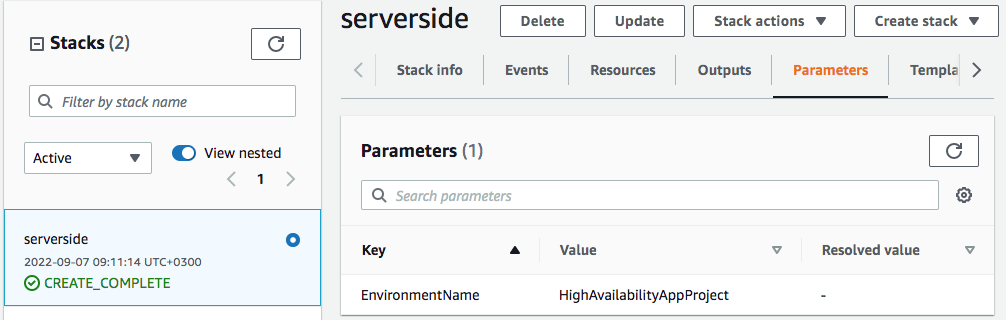 Stacks (2)
Filter by stack name
Active
View nested
1
serverside
2022-09-07 09:11:14 UTC+0300
CREATE_COMPLETE
serverside
Delete
Update
Stack actions
Create stack
Stack info
Events
Resources
Outputs
Parameters
Templa
Parameters (1)
Search parameters
Key
Value
Resolved value
EnvironmentName
HighAvailabilityAppProject
-